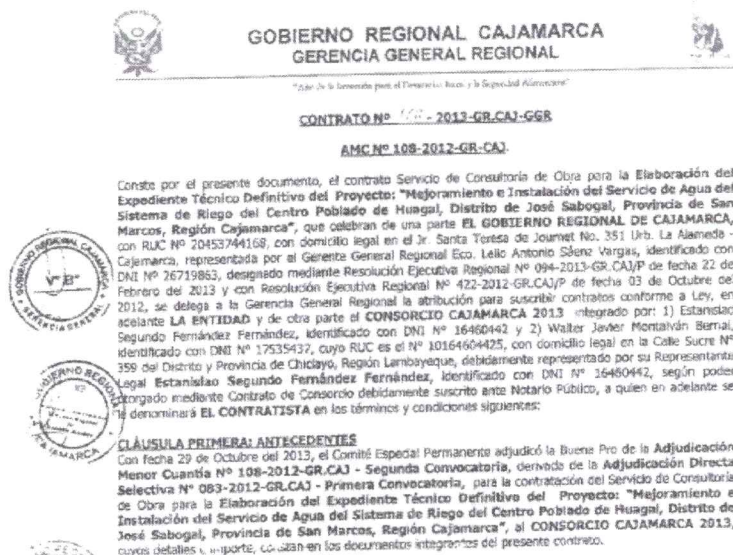 GOBIERNO REGIONAL CAJAMARCA
GERENCIA GENERAL REGIONAL
CONTRATO Nº - 2013-GR.CAJ-GGR
AMC Nº 108-2012-GR-CAJ.
Conste por el presente documento, el contrato Servicio de Consultoría de Obra para la Elaboración del
Expediente Técnico Definitivo del Proyecto: "Mejoramiento e Instalación del Servicio de Agua del
Sistema de Riego del Centro Poblado de Huagal, Distrito de José Sabogal, Provincia de San
Marcos, Región Cajamarca", que celebran de una parte EL GOBIERNO REGIONAL DE CAJAMARCA,
con RUC Nº 20453744168, con domicilio legal en el Jr. Santa Teresa de Journet No. 351 Urb. La Alameda -
Cajamarca, representada por el Gerente General Regional Eco. Lelio Antonio Sáenz Vargas, identificado con
DNI Nº 26719863, designado mediante Resolución Ejecutiva Regional Nº 094-2013-GR.CAJ/P de fecha 22 de
Febrero del 2013 y con Resolución Ejecutiva Regional Nº 422-2012-GR.CAJ/P de fecha 03 de Octubre del
2012, se delega a la Gerencia General Regional la atribución para suscribir contratos conforme a Ley, en
adelante LA ENTIDAD y de otra parte el CONSORCIO CAJAMARCA 2013 integrado por: 1) Estanislao
Segundo Fernández Fernández, identificado con DNI Nº 16460442 y 2) Walter Javier Montalván Bernal,
identificado con DNI Nº 17535437, cuyo RUC es el Nº 10164604425, con domicilio legal en la Calle Sucre Nº
359 del Distrito y Provincia de Chiclayo, Región Lambayeque, debidamente representado por su Representante
Legal Estanislao Segundo Fernández Fernández, identificado con DNI Nº 16460442, según poder
otorgado mediante Contrato de Consorcio debidamente suscrito ante Notario Público, a quien en adelante se
le denominará EL CONTRATISTA en los términos y condiciones siguientes:
GOBIERNO REGIONAL CAJAMARCA
VºBº
GERENCIA GENERAL
GOBIERNO REGIONAL
CAJAMARCA
CLÁUSULA PRIMERA: ANTECEDENTES
Con fecha 29 de Octubre del 2013, el Comité Especial Permanente adjudicó la Buena Pro de la Adjudicación
Menor Cuantía Nº 108-2012-GR.CAJ - Segunda Convocatoria, derivada de la Adjudicación Directa
Selectiva Nº 083-2012-GR.CAJ - Primera Convocatoria, para la contratación del Servicio de Consultoría
de Obra para la Elaboración del Expediente Técnico Definitivo del Proyecto: "Mejoramiento e
Instalación del Servicio de Agua del Sistema de Riego del Centro Poblado de Huagal, Distrito de
José Sabogal, Provincia de San Marcos, Región Cajamarca", al CONSORCIO CAJAMARCA 2013,
cuyos detalles e importe, constan en los documentos integrantes del presente contrato.